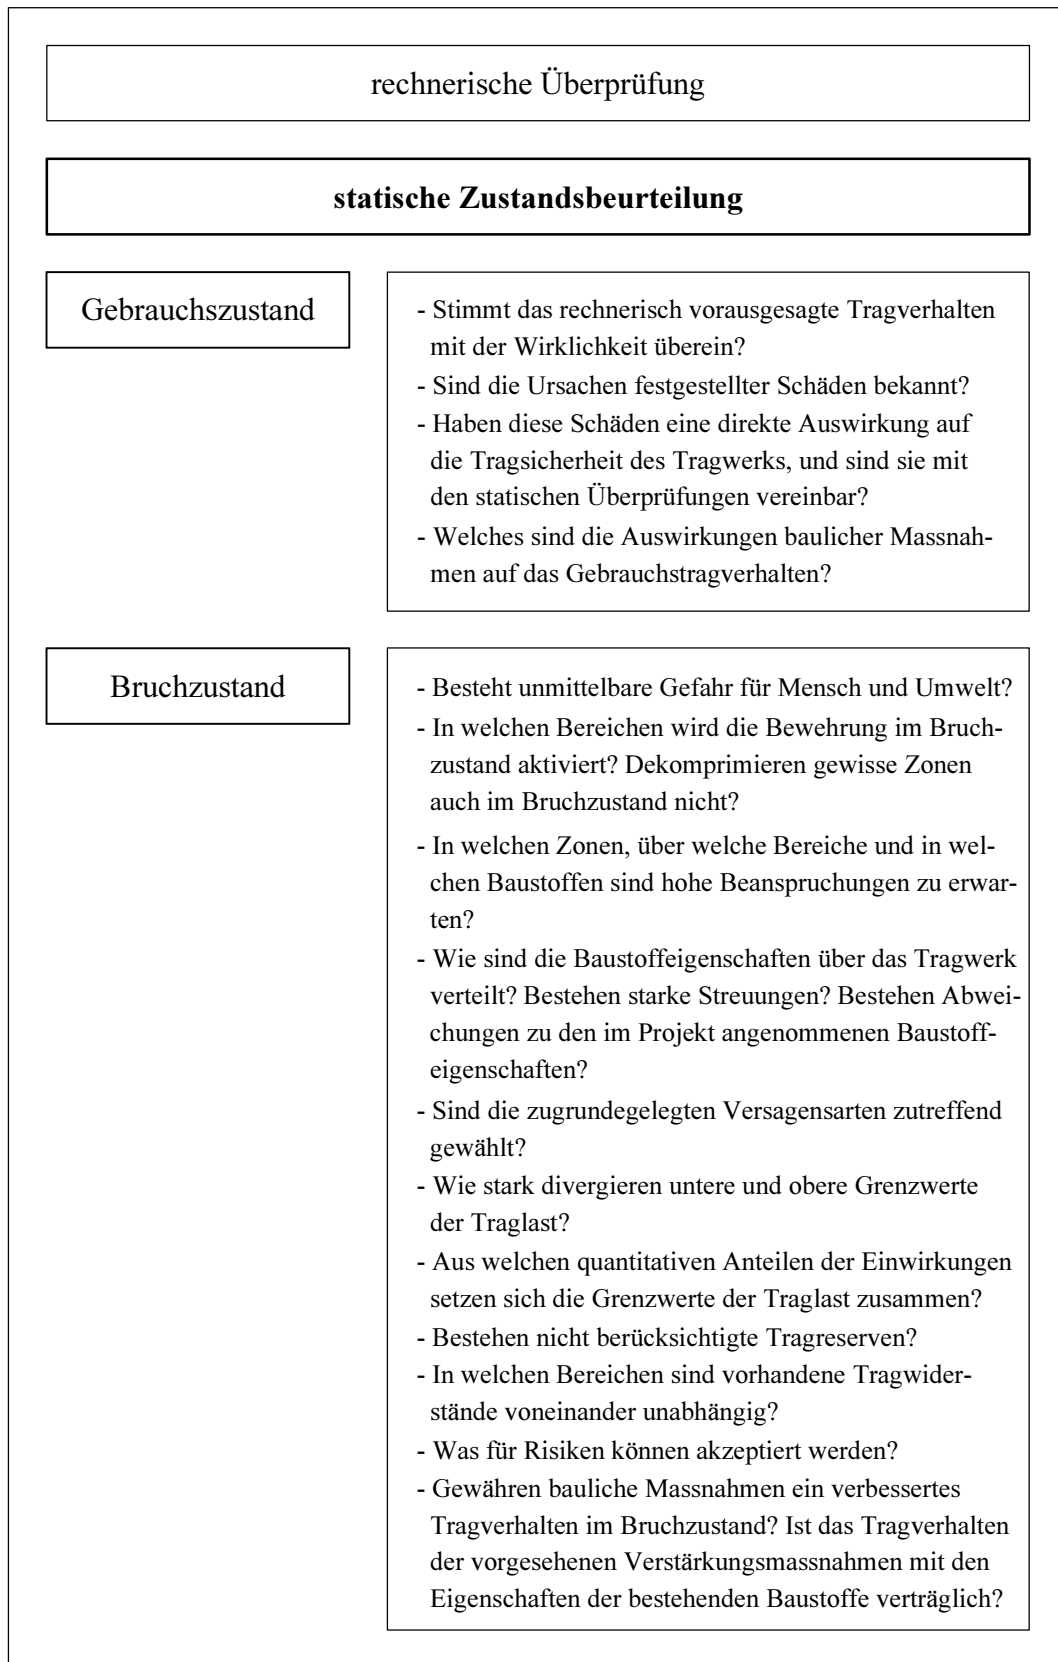 rechnerische Überprüfung
statische Zustandsbeurteilung
Gebrauchszustand
- Stimmt das rechnerisch vorausgesagte Tragverhalten
mit der Wirklichkeit überein?
- Sind die Ursachen festgestellter Schäden bekannt?
- Haben diese Schäden eine direkte Auswirkung auf
die Tragsicherheit des Tragwerks, und sind sie mit
den statischen Überprüfungen vereinbar?
- Welches sind die Auswirkungen baulicher Massnah-
men auf das Gebrauchstragverhalten?
Bruchzustand
- Besteht unmittelbare Gefahr für Mensch und Umwelt?
- In welchen Bereichen wird die Bewehrung im Bruch-
zustand aktiviert? Dekomprimieren gewisse Zonen
auch im Bruchzustand nicht?
- In welchen Zonen, über welche Bereiche und in wel-
chen Baustoffen sind hohe Beanspruchungen zu erwar-
ten?
- Wie sind die Baustoffeigenschaften über das Tragwerk
verteilt? Bestehen starke Streuungen? Bestehen Abwei-
chungen zu den im Projekt angenommenen Baustoff-
eigenschaften?
- Sind die zugrundegelegten Versagensarten zutreffend
gewählt?
- Wie stark divergieren untere und obere Grenzwerte
der Traglast?
- Aus welchen quantitativen Anteilen der Einwirkungen
setzen sich die Grenzwerte der Traglast zusammen?
- Bestehen nicht berücksichtigte Tragreserven?
- In welchen Bereichen sind vorhandene Tragwider-
stände voneinander unabhängig?
- Was für Risiken können akzeptiert werden?
- Gewähren bauliche Massnahmen ein verbessertes
Tragverhalten im Bruchzustand? Ist das Tragverhalten
der vorgesehenen Verstärkungsmassnahmen mit den
Eigenschaften der bestehenden Baustoffe verträglich?